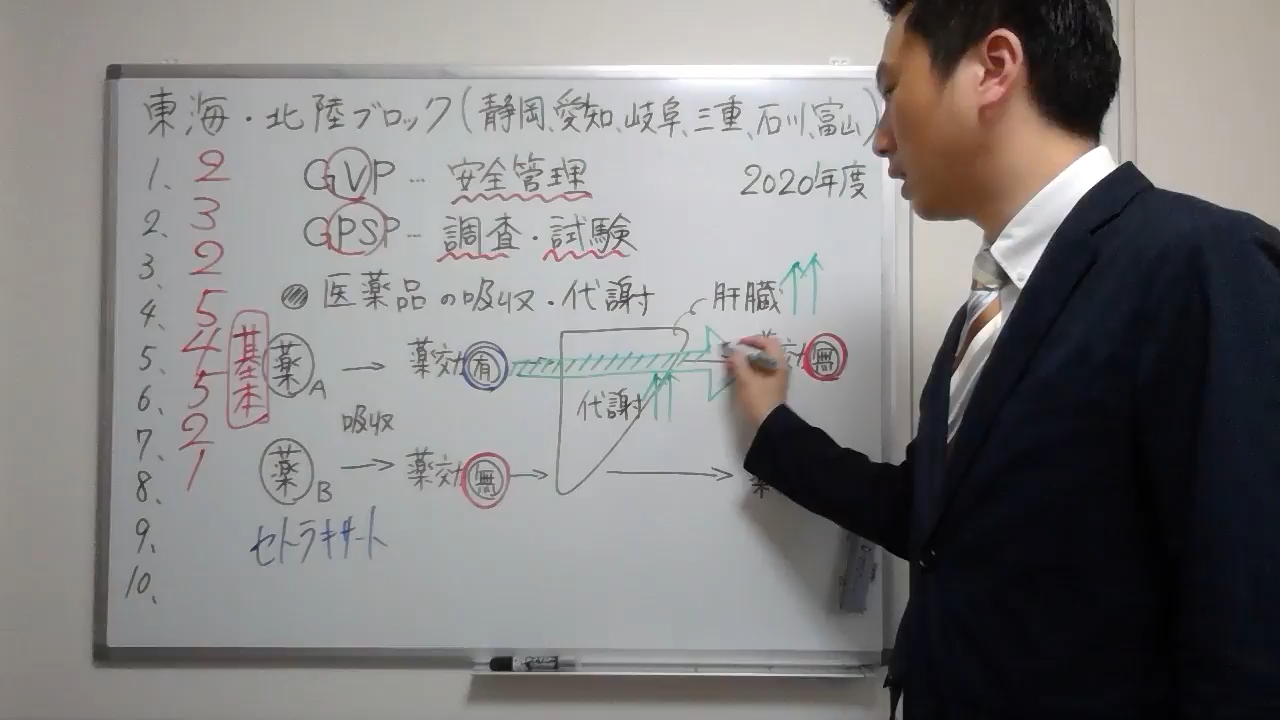 東海・北陸ブロック(静岡、愛知、岐阜、三重、石川、富山)
2020年度
1、2
2、3
3、2
4、5
5、4
6、5
7、2
8、1
9、
10、
GVP… 安全管理
GPSP… 調査・試験
医薬品の吸収・代謝
肝臓
基本
薬A → 薬効有
代謝
効無
吸収
薬B → 薬効無 → → 薬
セトラキサート